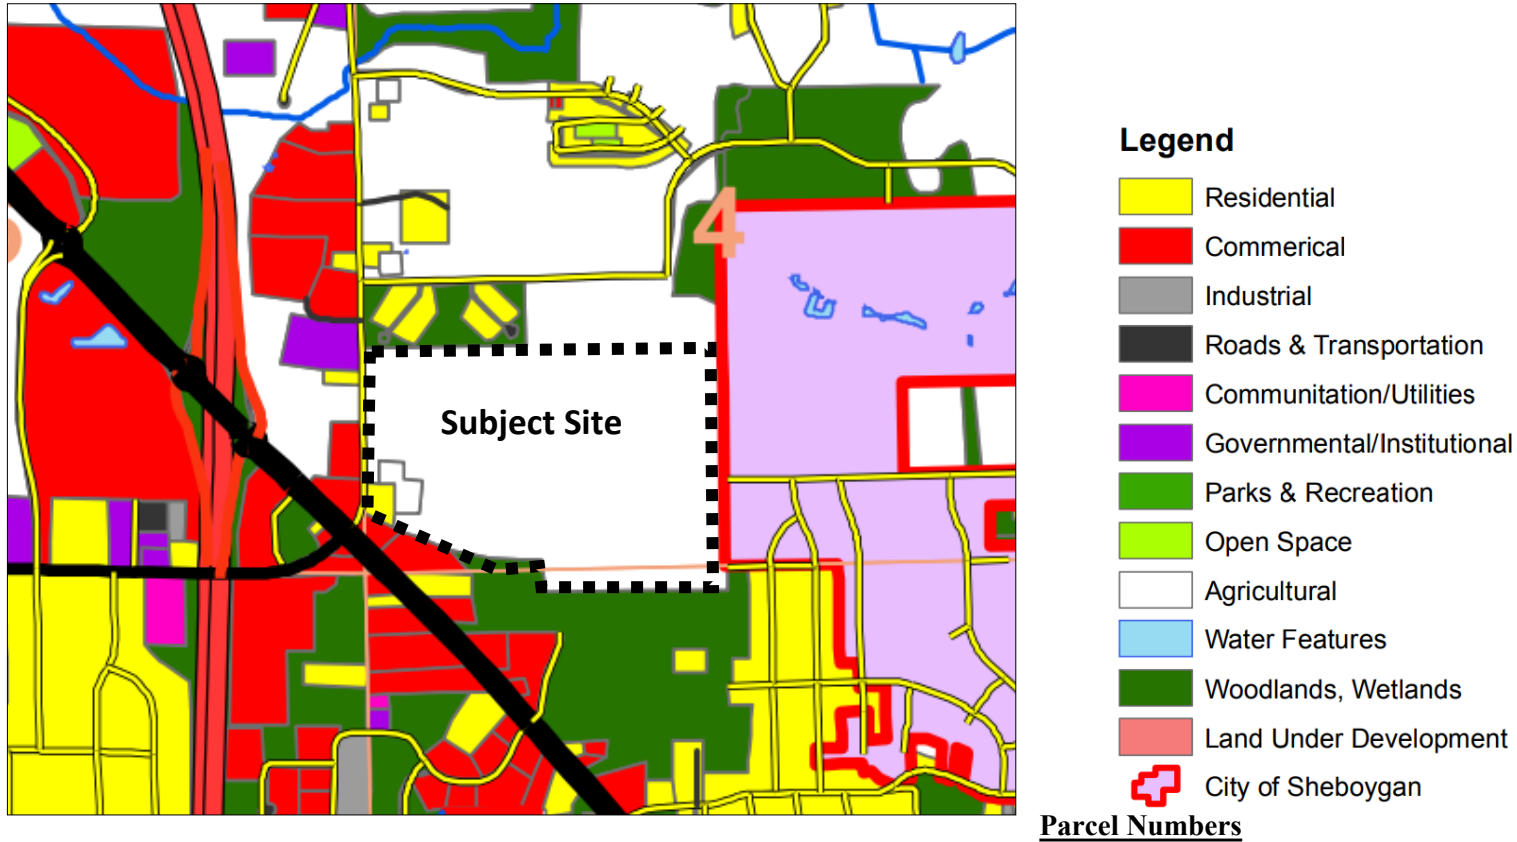 4
Subject Site
Legend
Residential
Commerical
Industrial
Roads & Transportation
Communitation/Utilities
Governmental/Institutional
Parks & Recreation
Open Space
Agricultural
Water Features
Woodlands, Wetlands
Land Under Development
City of Sheboygan
Parcel Numbers